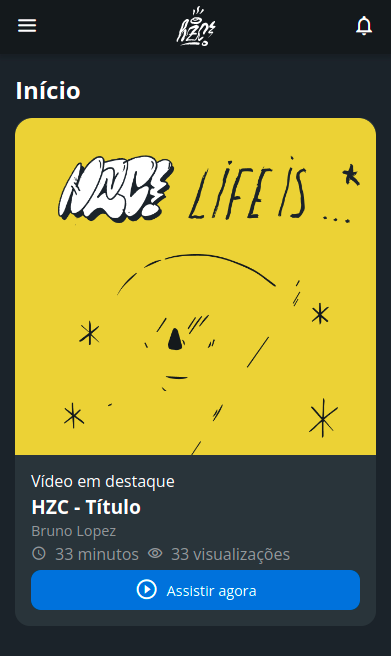 HZC!
Início
HZC! LIFE IS ...*
Vídeo em destaque
HZC - Título
Bruno Lopez
33 minutos 33 visualizações
Assistir agora